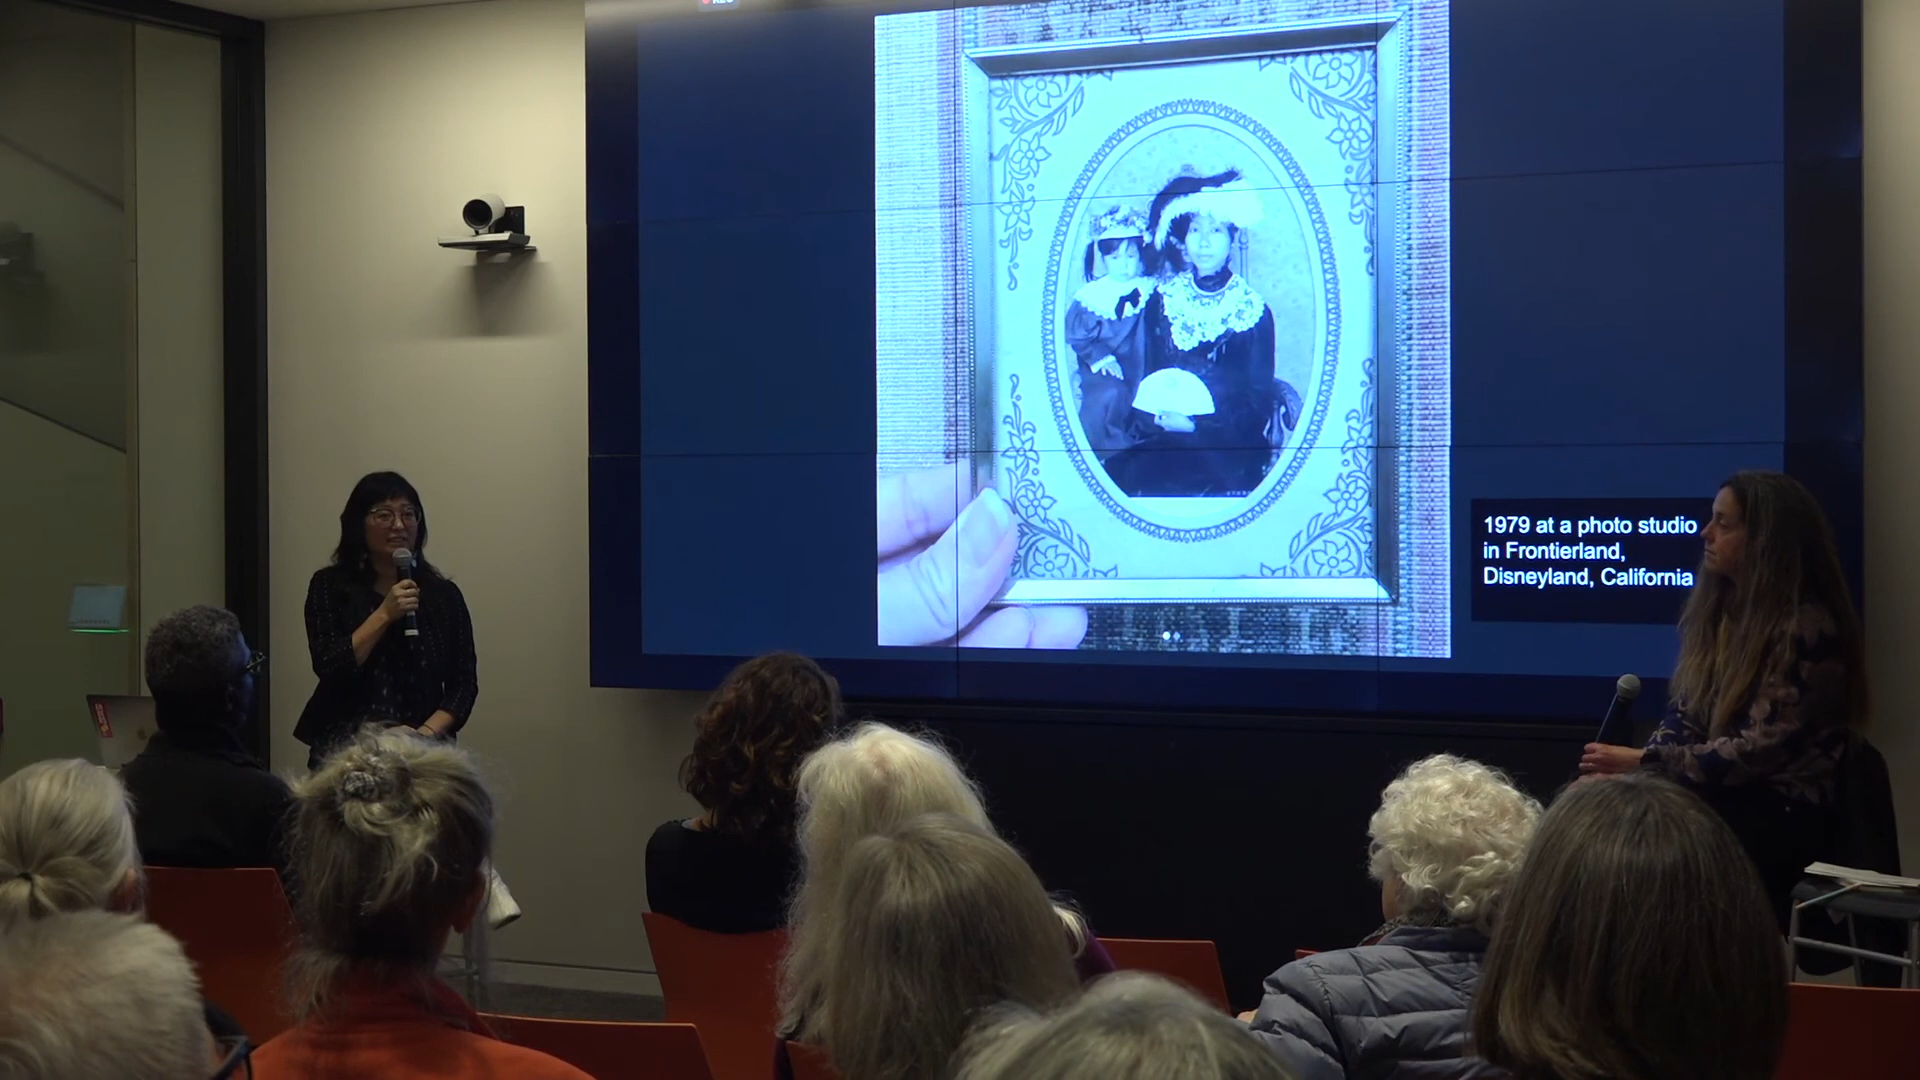 1979 at a photo studio
in Frontierland,
Disneyland, California